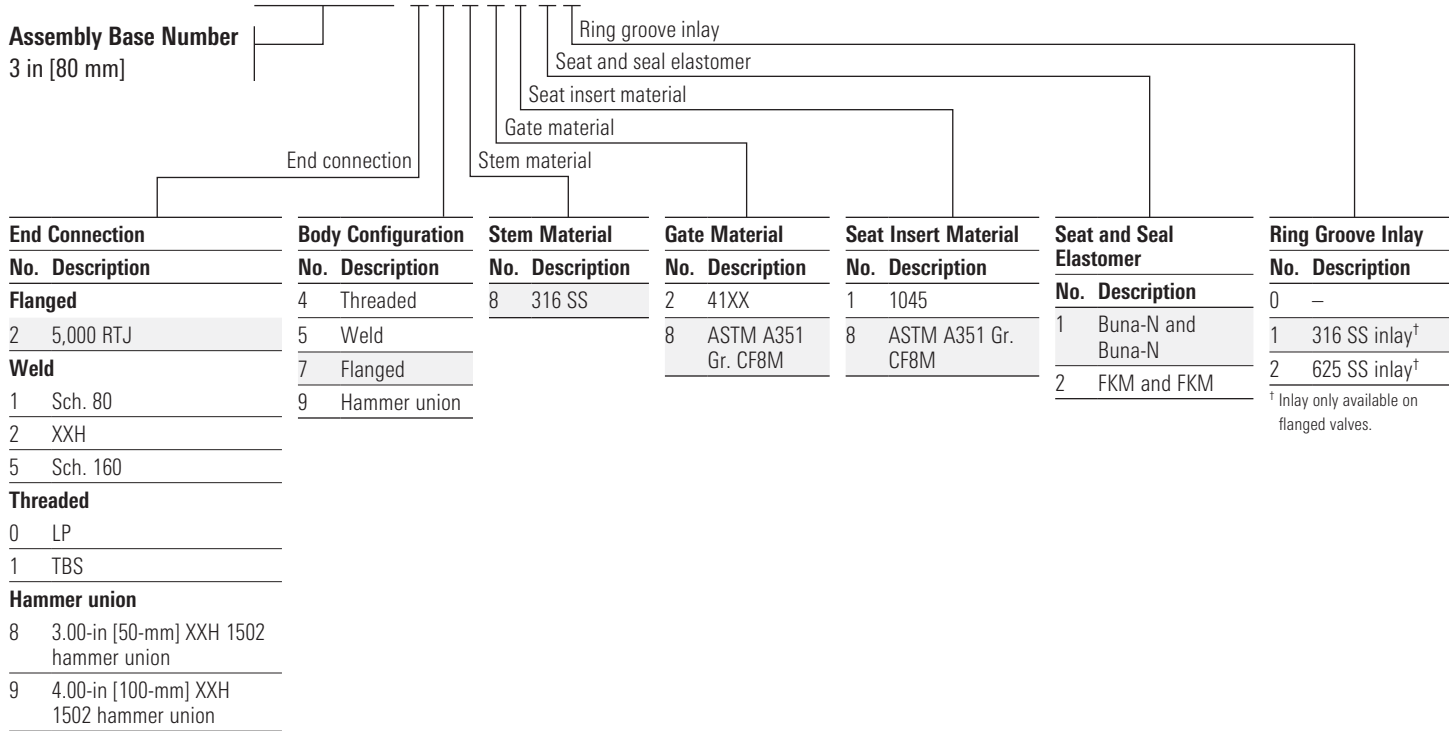 Assembly Base Number
3 in [80 mm]
Ring groove inlay
Seat and seal elastomer
Seat insert material
Gate material
End connection
Stem material
End Connection
No. Description
Flanged
2 5,000 RTJ
Weld
1 Sch. 80
2 XXH
5 Sch. 160
Threaded
0 LP
1 TBS
Hammer union
8 3.00-in [50-mm] XXH 1502
hammer union
9 4.00-in [100-mm] XXH
1502 hammer union
Body Configuration
No. Description
4 Threaded
5 Weld
7 Flanged
9 Hammer union
Stem Material
No. Description
8 316 SS
Gate Material
No. Description
2 41XX
8 ASTM A351
Gr. CF8M
Seat Insert Material
No. Description
1 1045
8 ASTM A351 Gr.
CF8M
Seat and Seal
Elastomer
No. Description
1 Buna-N and
Buna-N
2 FKM and FKM
Ring Groove Inlay
No. Description
0 –
1 316 SS inlay†
2 625 SS inlay†
† Inlay only available on
flanged valves.